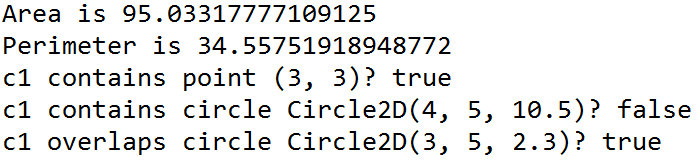 Area is 95.03317777109125
Perimeter is 34.55751918948772
c1 contains point (3, 3)? true
c1 contains circle Circle2D(4, 5, 10.5)? false
c1 overlaps circle Circle2D(3, 5, 2.3)? true